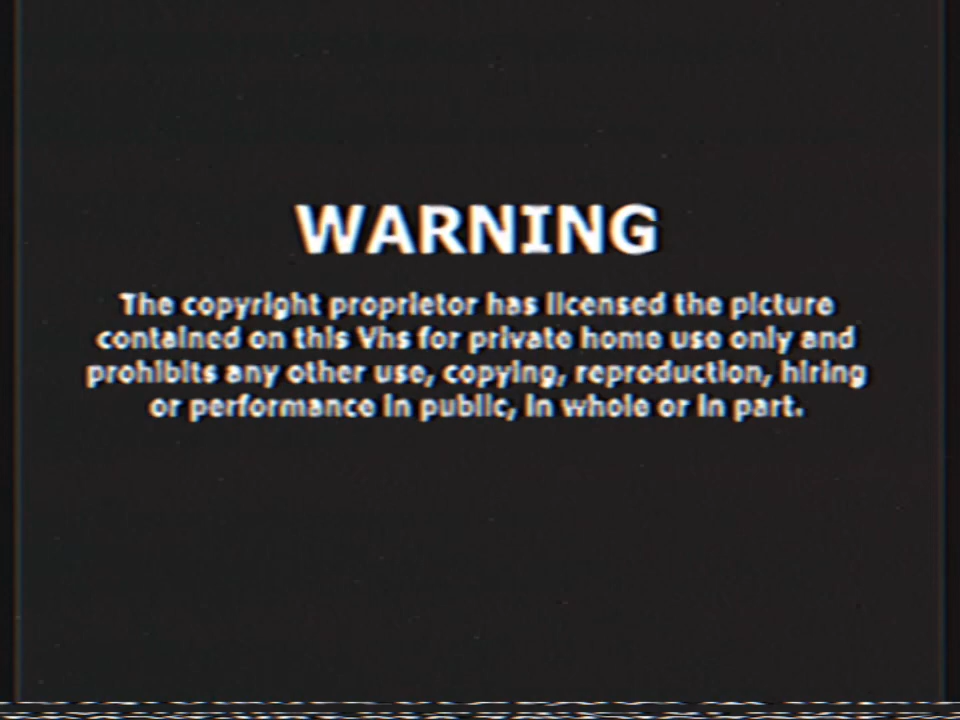 WARNING
The copyright proprietor has licensed the picture
contained on this Vhs for private home use only and
prohibits any other use, copying, reproduction, hiring
or performance in public, in whole or in part.